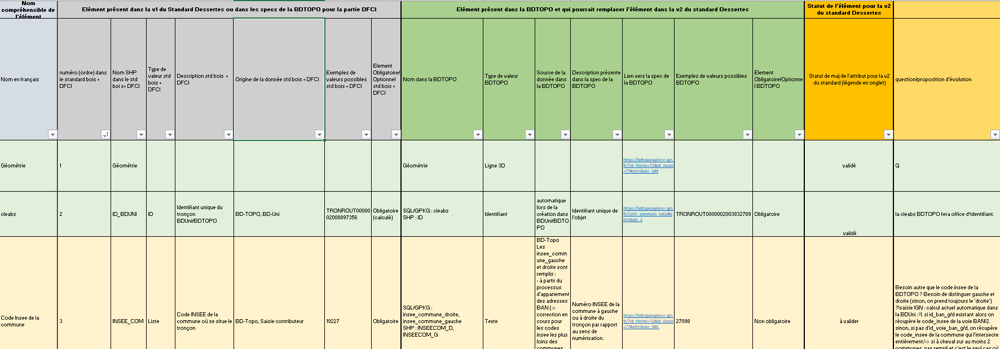 Nom
compréhensible de
l'élément
Elément présent dans la v1 du Standard Dessertes ou dans les specs de la BDTOPO pour la partie DFCI
Elément présent dans la BDTOPO et qui pourrait remplacer l'élément dans la v2 du standard Dessertes
Statut de l'élément pour la v2
du standard Dessertes
Nom en français
numéro (ordre) dans
le standard bois +
DFCI
Nom SHP
dans le std
boi s+ DFCI
Type de
valeur std
bois +
DFCI
Description std bois +
DFCI
Origine de la donnée std bois + DFCI
Exemples de
valeurs possibles
std bois + DFCI
Element
Obligatoire/
Optionnel
std bois +
DFCI
Nom dans la BDTOPO
Type de valeur
BDTOPO
Source de la
donnée dans
la BDTOPO
Description présente
dans la spec de la
BDTOPO
Lien vers la spec de
la BDTOPO
Exemples de valeurs possibles
BDTOPO
Element
Obligatoire/Optionne
l BDTOPO
Statut de maj de l'attribut pour la v2
du standard (légende en onglet)
question/proposition d'évolution
Géométrie
1
Géométrie
Géométrie
Ligne 3D
https://bdtopoexplorer.ign.
fr/?id_theme=72&id_classe
=77#attribute_549
validé
Q
cleabs
2
ID_BDUNI
ID
Identifiant unique du
tronçon
BDUni/BDTOPO
BD-TOPO, BD-Uni
TRONROUT00000
02008897356
Obligatoire
(calculé)
SQL/GPKG : cleabs
SHP : ID
Identifiant
automatique
lors de la
création dans
BDUni/BDTO
PO
Identifiant unique de
l'objet
https://bdtopoexplorer.ign.
fr/?attr_communs_total#a
ttribute_2
TRONROUT0000002003832789
Obligatoire
validé
la cleabs BDTOPO fera office d'identifiant.
Code Insee de la
commune
3
INSEE_COM
Liste
Code INSEE de la
commune où se situe le
tronçon
BD-Topo, Saisie contributeur
19227
Obligatoire
SQL/GPKG :
insee_commune_droite,
insee_commune_gauche
SHP : INSEECOM_D,
INSEECOM_G
Texte
BD-Topo
Les
insee_comm
une_gauche
et droite sont
remplis :
- à partir du
processus
d'appariement
des adresses
BAN (->
correction en
cours pour
les codes
insee les plus
loins des
communes
Numéro INSEE de la
commune à gauche
ou à droite du
tronçon par rapport
au sens de
numérisation.
https://bdtopoexplorer.ign.
fr/?id_theme=72&id_classe
=77#attribute_580
27098
Non obligatoire
à valider
Besoin autre que le code insee de la
BDTOPO ? Besoin de distinguer gauche et
droite (sinon, on prend toujours le 'droite')
?saisie IGN : calcul actuel automatique dans
la BDUni : 1. si id_ban_g/d existant alors on
récupère le code_insee de la voie BAN2.
sinon, si pas d'id_voie_ban_g/d, on récupère
le code_insee de la commune qui l'intersecte
entièrement.-> si à cheval sur au moins 2
communes, pas rempli et c'est le seul cas où